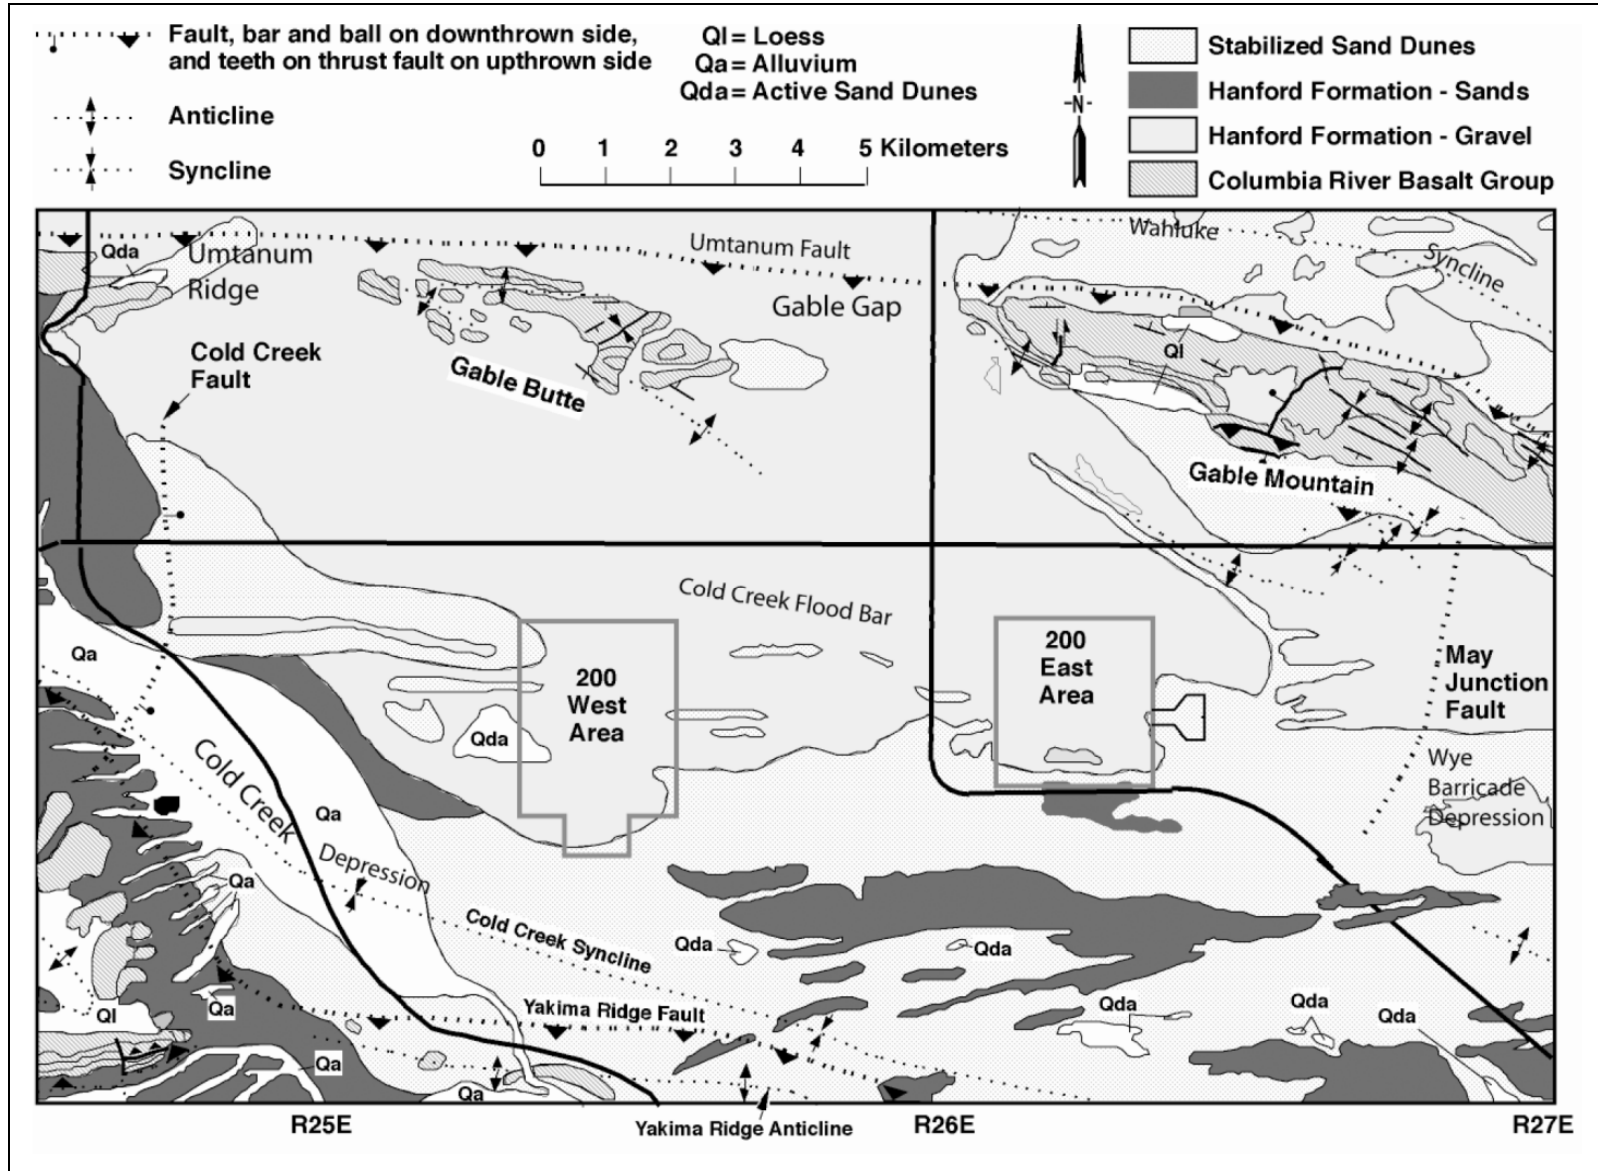 Fault, bar and ball on downthrown side,
and teeth on thrust fault on upthrown side
Anticline
Syncline
Ql = Loess
Qa = Alluvium
Qda = Active Sand Dunes
0 1 2 3 4 5 Kilometers
N
Stabilized Sand Dunes
Hanford Formation - Sands
Hanford Formation - Gravel
Columbia River Basalt Group
Qda
Umtanum
Ridge
Umtanum Fault
Wahluke
Syncline
Gable Gap
Cold Creek
Fault
Gable Butte
Ql
Gable Mountain
Cold Creek Flood Bar
Qa
200
West
Area
200
East
Area
May
Junction
Fault
Qda
Cold Creek
Depression
Qa
Wye
Barricade
Depression
Qa
Cold Creek Syncline
Qda
Qda
Qa
Ql
Yakima Ridge Fault
Qda
Qda
Qda
Qa
Qa
R25E
Yakima Ridge Anticline
R26E
R27E